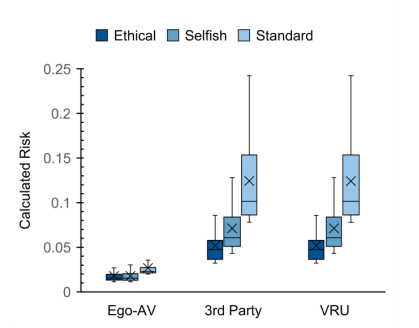 Ethical Selfish Standard
Calculated Risk
0.25
0.2
0.15
0.1
0.05
0
Ego-AV 3rd Party VRU